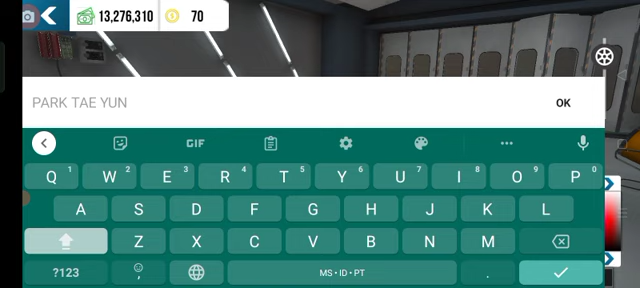 13,276,310 70
PARK TAE YUN OK
GIF
Q 1 W 2 E 3 R 4 T 5 Y 6 U 7 I 8 O 9 P 0
A S D F G H J K L
Z X C V B N M
?123 , MS • ID • PT .